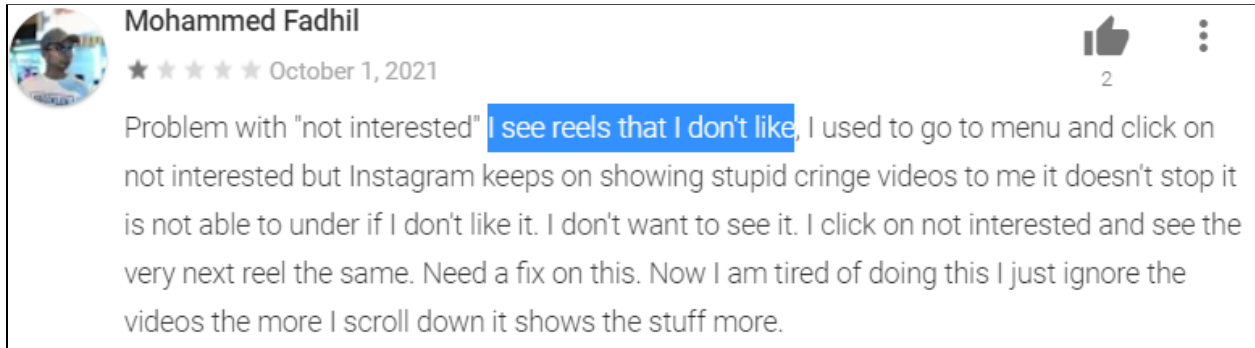 Mohammed Fadhil
October 1, 2021
2
Problem with "not interested" I see reels that I don't like, I used to go to menu and click on
not interested but Instagram keeps on showing stupid cringe videos to me it doesn't stop it
is not able to under if I don't like it. I don't want to see it. I click on not interested and see the
very next reel the same. Need a fix on this. Now I am tired of doing this I just ignore the
videos the more I scroll down it shows the stuff more.